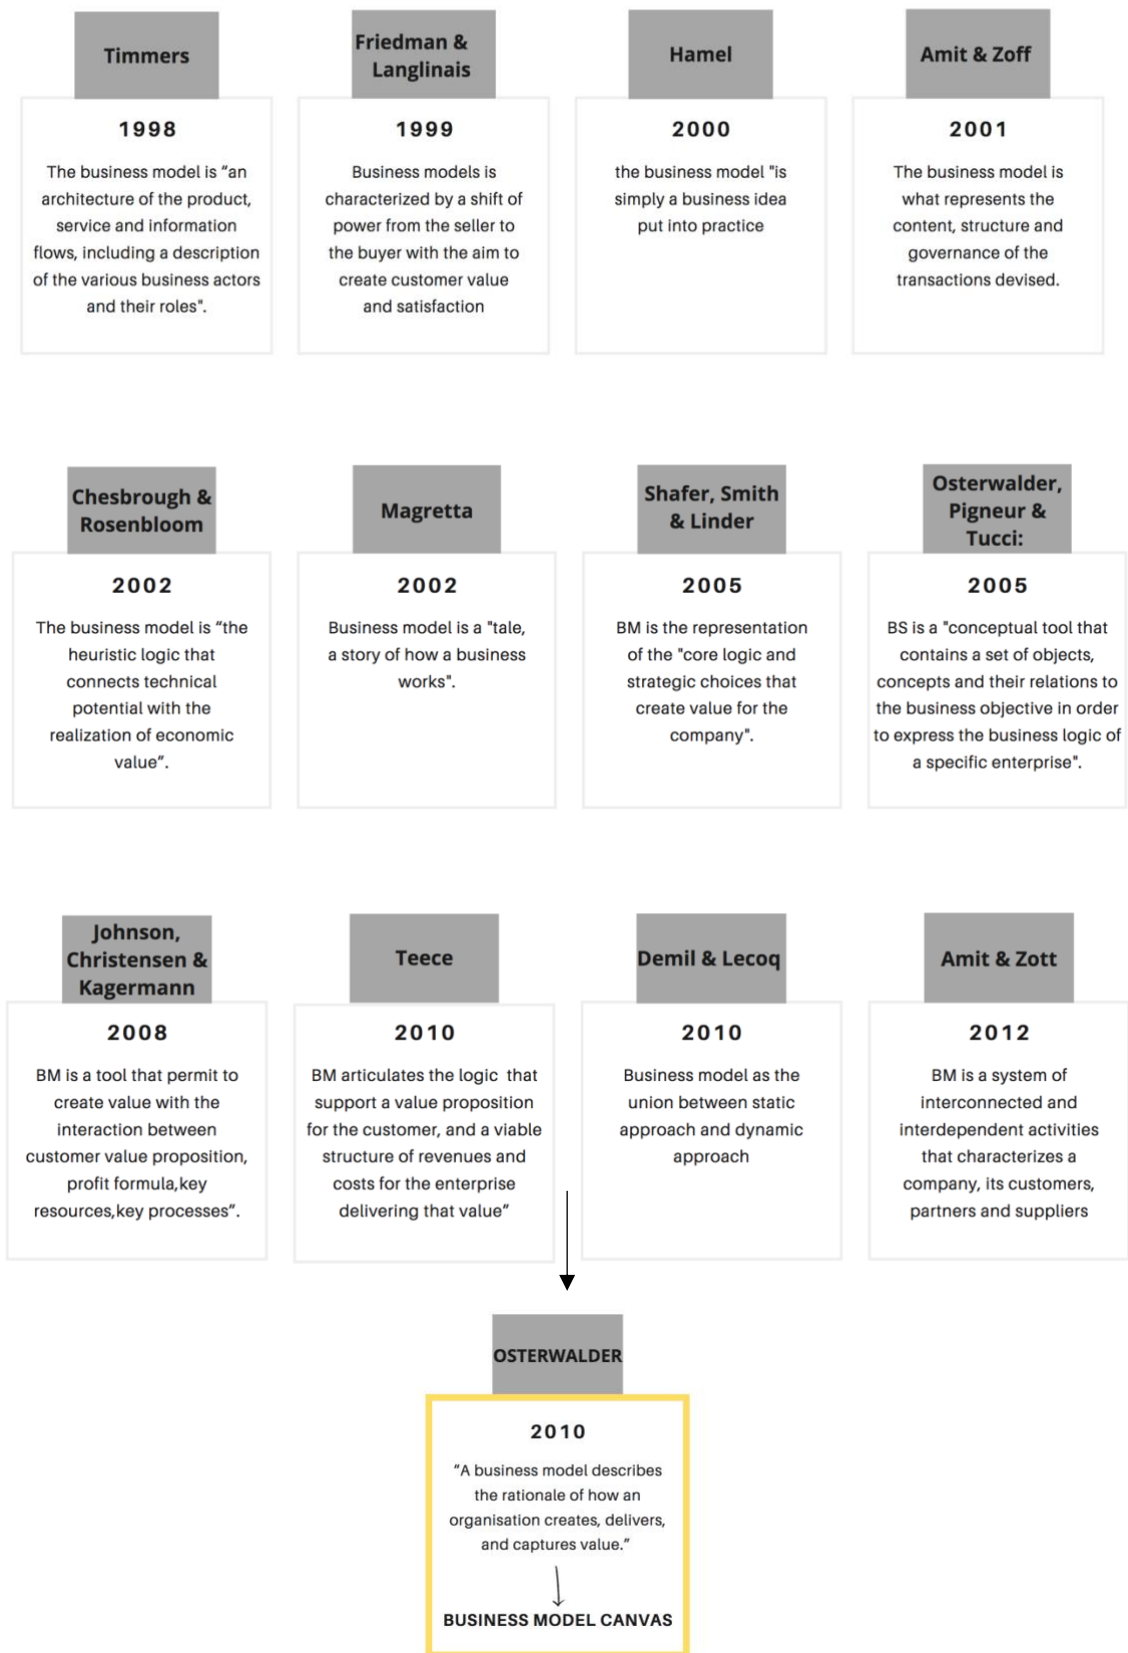 Timmers
1998
The business model is “an
architecture of the product,
service and information
flows, including a description
of the various business actors
and their roles".
Friedman &
Langlinais
1999
Business models is
characterized by a shift of
power from the seller to
the buyer with the aim to
create customer value
and satisfaction
Hamel
2000
the business model "is
simply a business idea
put into practice
Amit & Zoff
2001
The business model is
what represents the
content, structure and
governance of the
transactions devised.
Chesbrough &
Rosenbloom
2002
The business model is “the
heuristic logic that
connects technical
potential with the
realization of economic
value”.
Magretta
2002
Business model is a "tale,
a story of how a business
works".
Shafer, Smith
& Linder
2005
BM is the representation
of the "core logic and
strategic choices that
create value for the
company".
Osterwalder,
Pigneur &
Tucci:
2005
BS is a "conceptual tool that
contains a set of objects,
concepts and their relations to
the business objective in order
to express the business logic of
a specific enterprise".
Johnson,
Christensen &
Kagermann
2008
BM is a tool that permit to
create value with the
interaction between
customer value proposition,
profit formula,key
resources,key processes”.
Teece
2010
BM articulates the logic that
support a value proposition
for the customer, and a viable
structure of revenues and
costs for the enterprise
delivering that value”
Demil & Lecoq
2010
Business model as the
union between static
approach and dynamic
approach
Amit & Zott
2012
BM is a system of
interconnected and
interdependent activities
that characterizes a
company, its customers,
partners and suppliers
OSTERWALDER
2010
“A business model describes
the rationale of how an
organisation creates, delivers,
and captures value.”
BUSINESS MODEL CANVAS